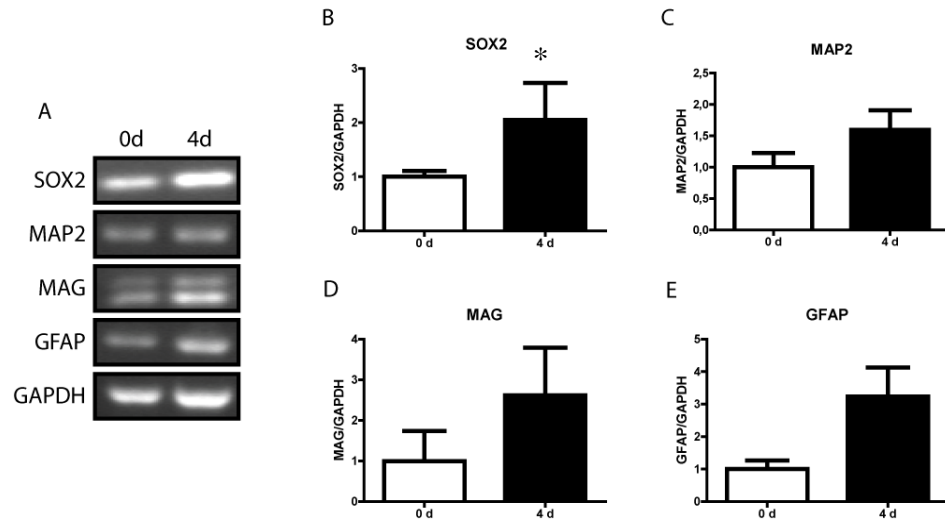 A
0d 4d
SOX2
MAP2
MAG
GFAP
GAPDH
B
SOX2
*
SOX2/GAPDH
3
2
1
0
0 d 4 d
C
MAP2
MAP2/GAPDH
2,5
2,0
1,5
1,0
0,5
0,0
0 d 4 d
D
MAG
MAG/GAPDH
4
3
2
1
0
0 d 4 d
E
GFAP
GFAP/GAPDH
5
4
3
2
1
0
0 d 4 d